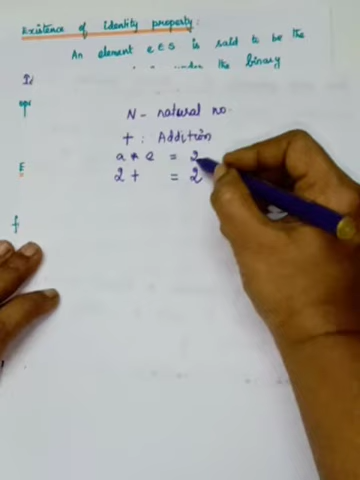 Existence of identity property:
An element e ∈ S is said to be the
under the binary
N - natural no.
+ : Addition
a * e = 2
2 + = 2
E
f